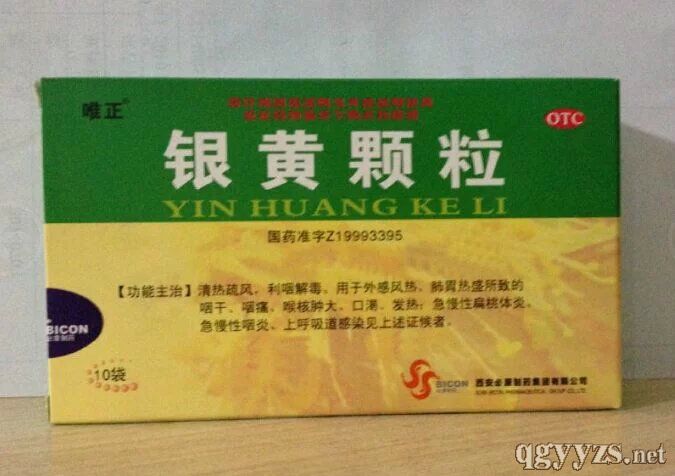 唯正®
OTC
银黄颗粒
YIN HUANG KE LI
国药准字Z19993395
【功能主治】清热疏风，利咽解毒。用于外感风热、肺胃热盛所致的
咽干、咽痛、喉核肿大、口渴、发热；急慢性扁桃体炎、
急慢性咽炎、上呼吸道感染见上述证候者。
BICON
必康制药
10袋
BICON
西安必康制药集团有限公司
qgyyzs.net